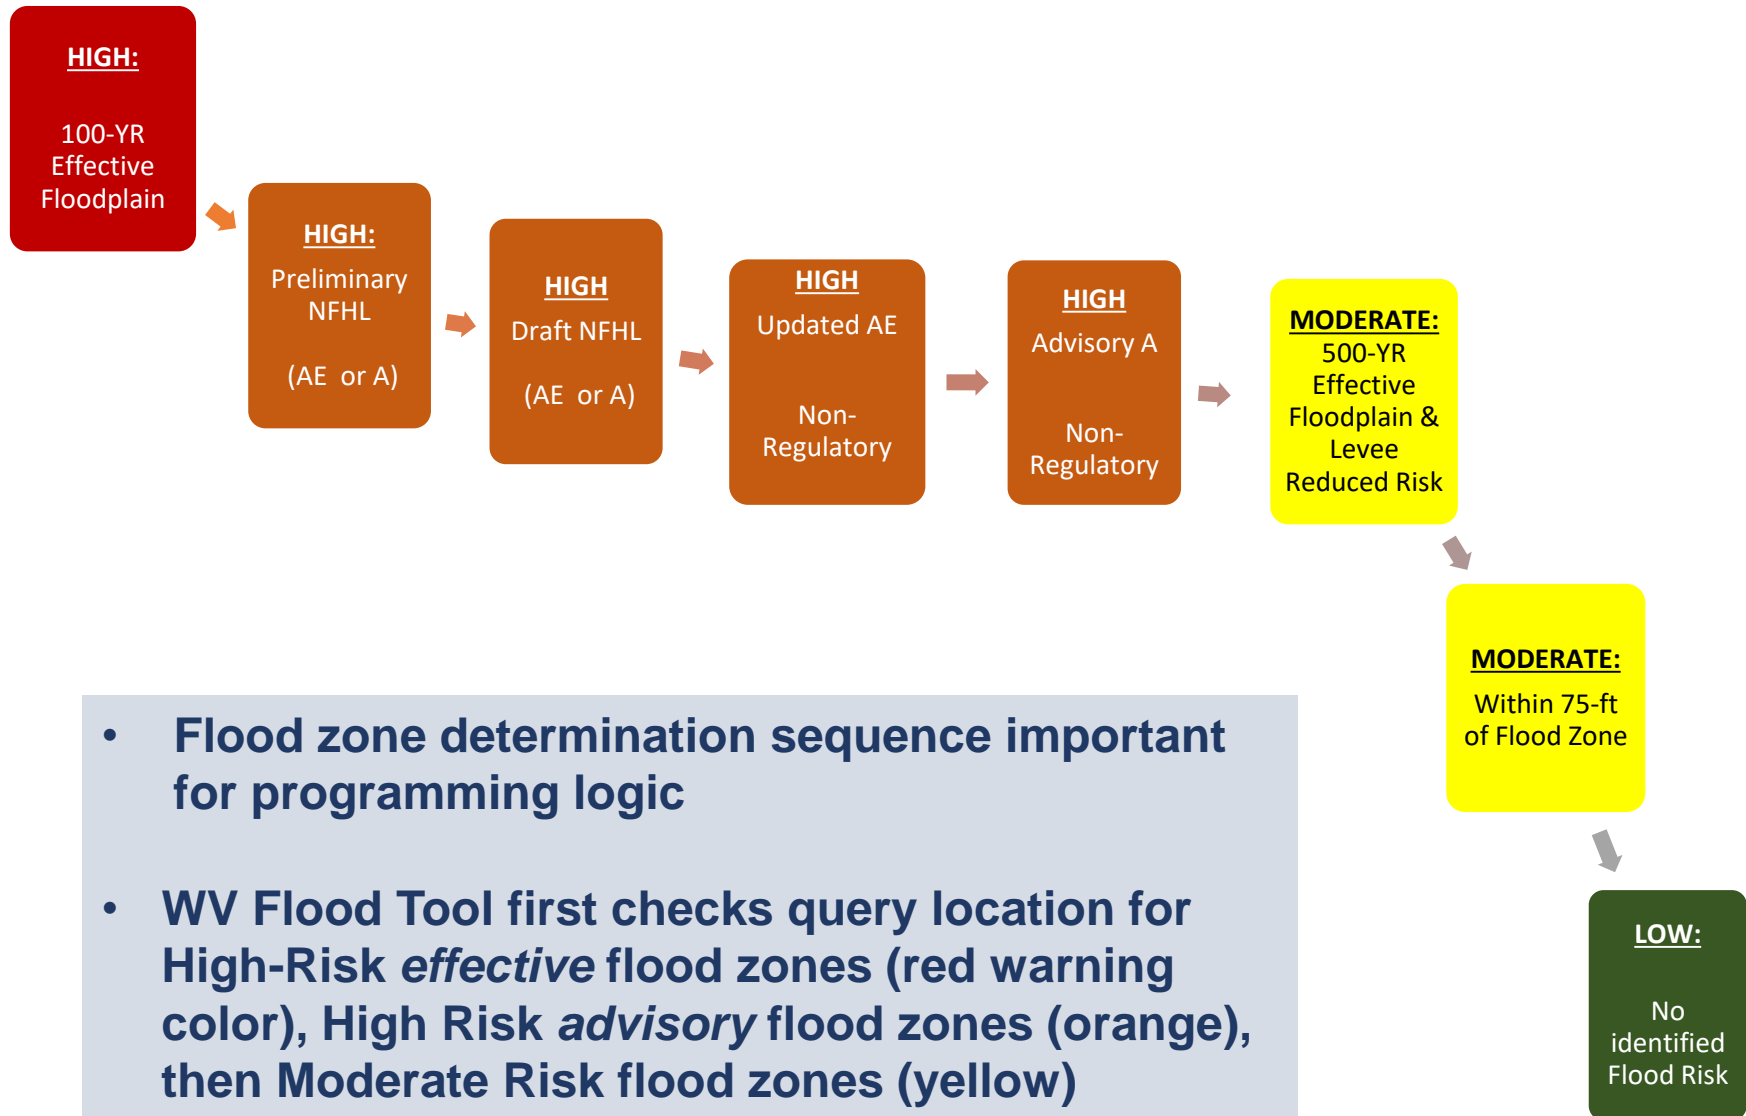 HIGH:
100-YR
Effective
Floodplain
HIGH:
Preliminary
NFHL
(AE or A)
HIGH
Draft NFHL
(AE or A)
HIGH
Updated AE
Non-
Regulatory
HIGH
Advisory A
Non-
Regulatory
MODERATE:
500-YR
Effective
Floodplain &
Levee
Reduced Risk
MODERATE:
Within 75-ft
of Flood Zone
LOW:
No
identified
Flood Risk
• Flood zone determination sequence important
for programming logic
• WV Flood Tool first checks query location for
High-Risk effective flood zones (red warning
color), High Risk advisory flood zones (orange),
then Moderate Risk flood zones (yellow)